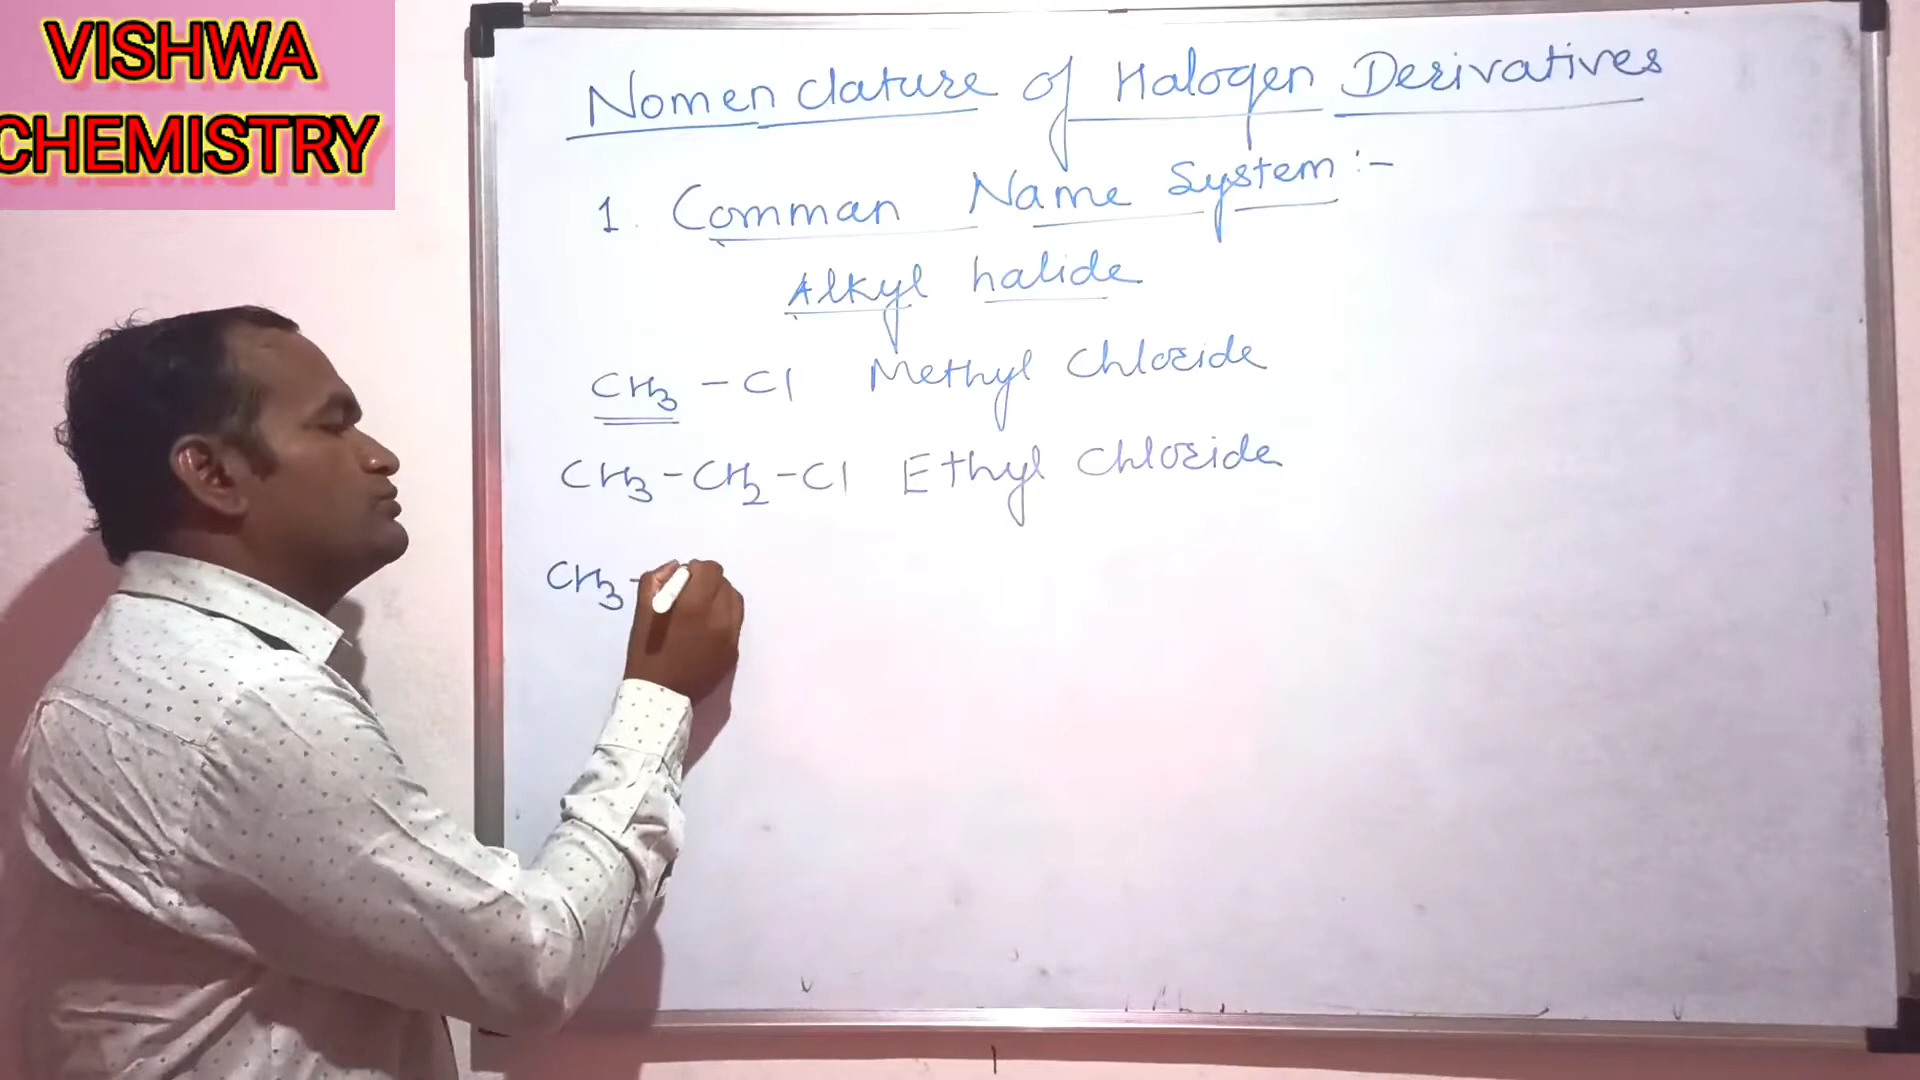 VISHWA
CHEMISTRY
Nomenclature of Halogen Derivatives
1. Comman Name System :-
Alkyl halide
CH3 - Cl Methyl Chloride
CH3 - CH2 - Cl Ethyl Chloride
CH3 -